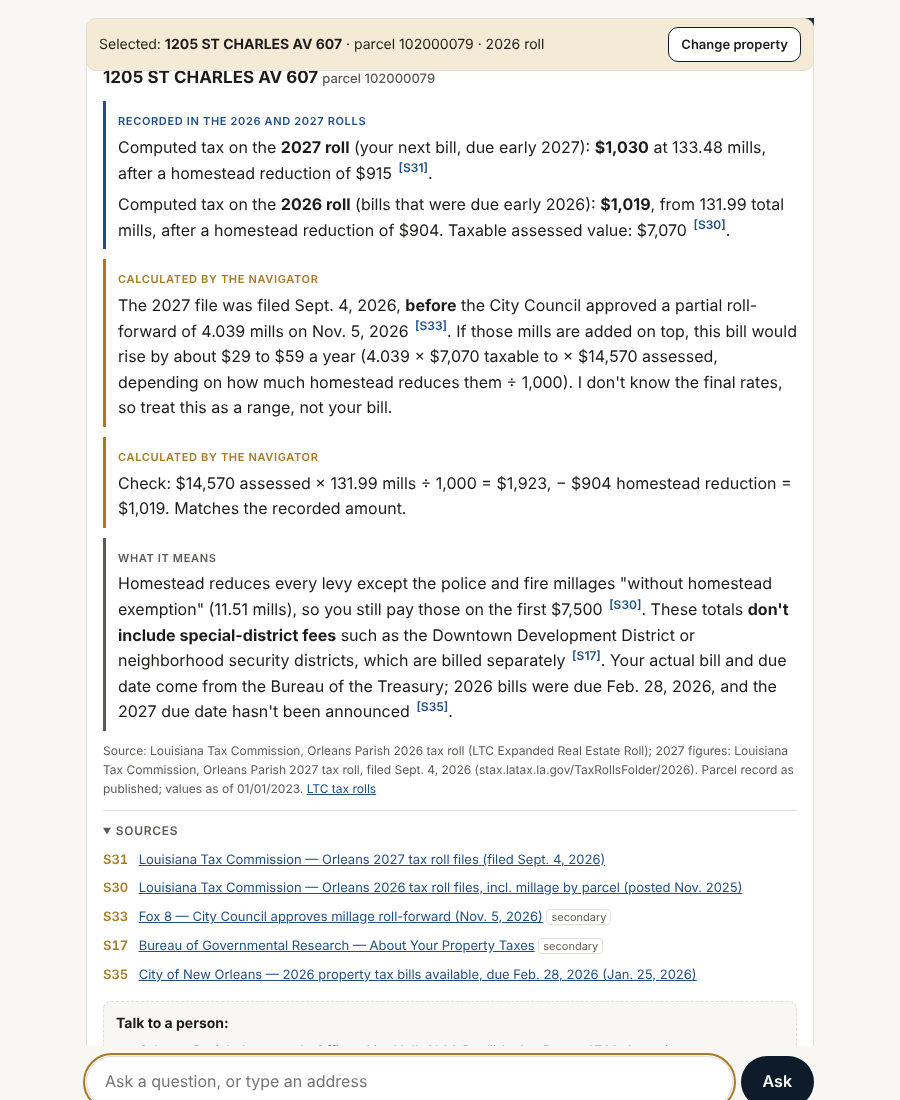 Selected: 1205 ST CHARLES AV 607 · parcel 102000079 · 2026 roll
Change property
1205 ST CHARLES AV 607 parcel 102000079
RECORDED IN THE 2026 AND 2027 ROLLS
Computed tax on the 2027 roll (your next bill, due early 2027): $1,030 at 133.48 mills,
after a homestead reduction of $915 [S31].
Computed tax on the 2026 roll (bills that were due early 2026): $1,019, from 131.99 total
mills, after a homestead reduction of $904. Taxable assessed value: $7,070 [S30].
CALCULATED BY THE NAVIGATOR
The 2027 file was filed Sept. 4, 2026, before the City Council approved a partial roll-
forward of 4.039 mills on Nov. 5, 2026 [S33]. If those mills are added on top, this bill would
rise by about $29 to $59 a year (4.039 × $7,070 taxable to × $14,570 assessed,
depending on how much homestead reduces them ÷ 1,000). I don't know the final rates,
so treat this as a range, not your bill.
CALCULATED BY THE NAVIGATOR
Check: $14,570 assessed × 131.99 mills ÷ 1,000 = $1,923, − $904 homestead reduction =
$1,019. Matches the recorded amount.
WHAT IT MEANS
Homestead reduces every levy except the police and fire millages "without homestead
exemption" (11.51 mills), so you still pay those on the first $7,500 [S30]. These totals don't
include special-district fees such as the Downtown Development District or
neighborhood security districts, which are billed separately [S17]. Your actual bill and due
date come from the Bureau of the Treasury; 2026 bills were due Feb. 28, 2026, and the
2027 due date hasn't been announced [S35].
Source: Louisiana Tax Commission, Orleans Parish 2026 tax roll (LTC Expanded Real Estate Roll); 2027 figures: Louisiana
Tax Commission, Orleans Parish 2027 tax roll, filed Sept. 4, 2026 (stax.latax.la.gov/TaxRollsFolder/2026). Parcel record as
published; values as of 01/01/2023. LTC tax rolls
▼ SOURCES
S31 Louisiana Tax Commission — Orleans 2027 tax roll files (filed Sept. 4, 2026)
S30 Louisiana Tax Commission — Orleans 2026 tax roll files, incl. millage by parcel (posted Nov. 2025)
S33 Fox 8 — City Council approves millage roll-forward (Nov. 5, 2026) secondary
S17 Bureau of Governmental Research — About Your Property Taxes secondary
S35 City of New Orleans — 2026 property tax bills available, due Feb. 28, 2026 (Jan. 25, 2026)
Talk to a person:
Ask a question, or type an address
Ask